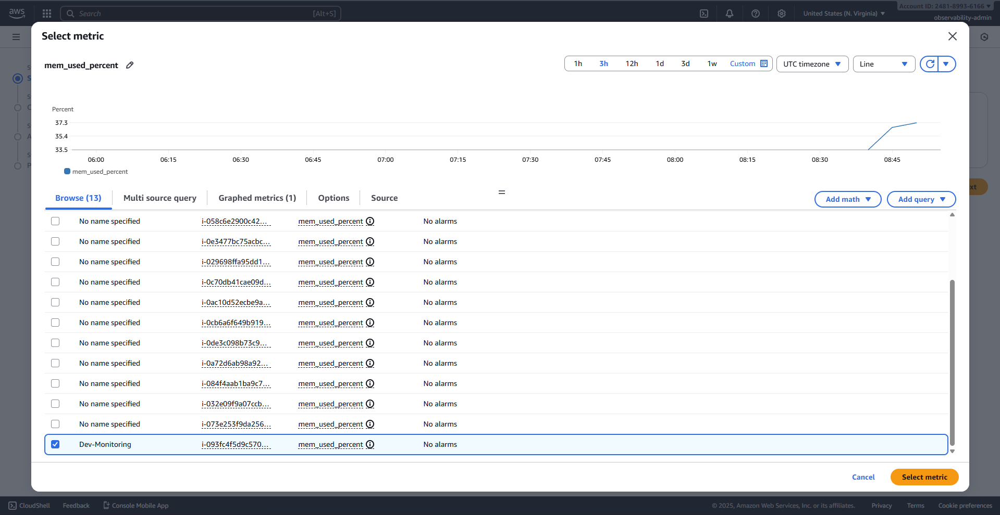 aws
Search [Alt+S]
United States (N. Virginia)
Account ID: 2481-8993-6166
observability-admin
Select metric
mem_used_percent
1h 3h 12h 1d 3d 1w Custom
UTC timezone
Line
Percent
37.3
35.4
33.5
06:00 06:15 06:30 06:45 07:00 07:15 07:30 07:45 08:00 08:15 08:30 08:45
mem_used_percent
Browse (13) Multi source query Graphed metrics (1) Options Source
Add math
Add query
No name specified i-058c6e2900c42... mem_used_percent No alarms
No name specified i-0e3477bc75acbc... mem_used_percent No alarms
No name specified i-029698ffa95dd1... mem_used_percent No alarms
No name specified i-0c70db41cae09d... mem_used_percent No alarms
No name specified i-0ac10d52ecbe9a... mem_used_percent No alarms
No name specified i-0cb6a6f649b919... mem_used_percent No alarms
No name specified i-0de3c098b73c9... mem_used_percent No alarms
No name specified i-0a72d6ab98a92... mem_used_percent No alarms
No name specified i-084f4aab1ba9c7... mem_used_percent No alarms
No name specified i-032e09f9a07ccb... mem_used_percent No alarms
No name specified i-073e253f9da256... mem_used_percent No alarms
Dev-Monitoring i-093fc4f5d9c570... mem_used_percent No alarms
Cancel
Select metric
CloudShell Feedback Console Mobile App
© 2025, Amazon Web Services, Inc. or its affiliates. Privacy Terms Cookie preferences